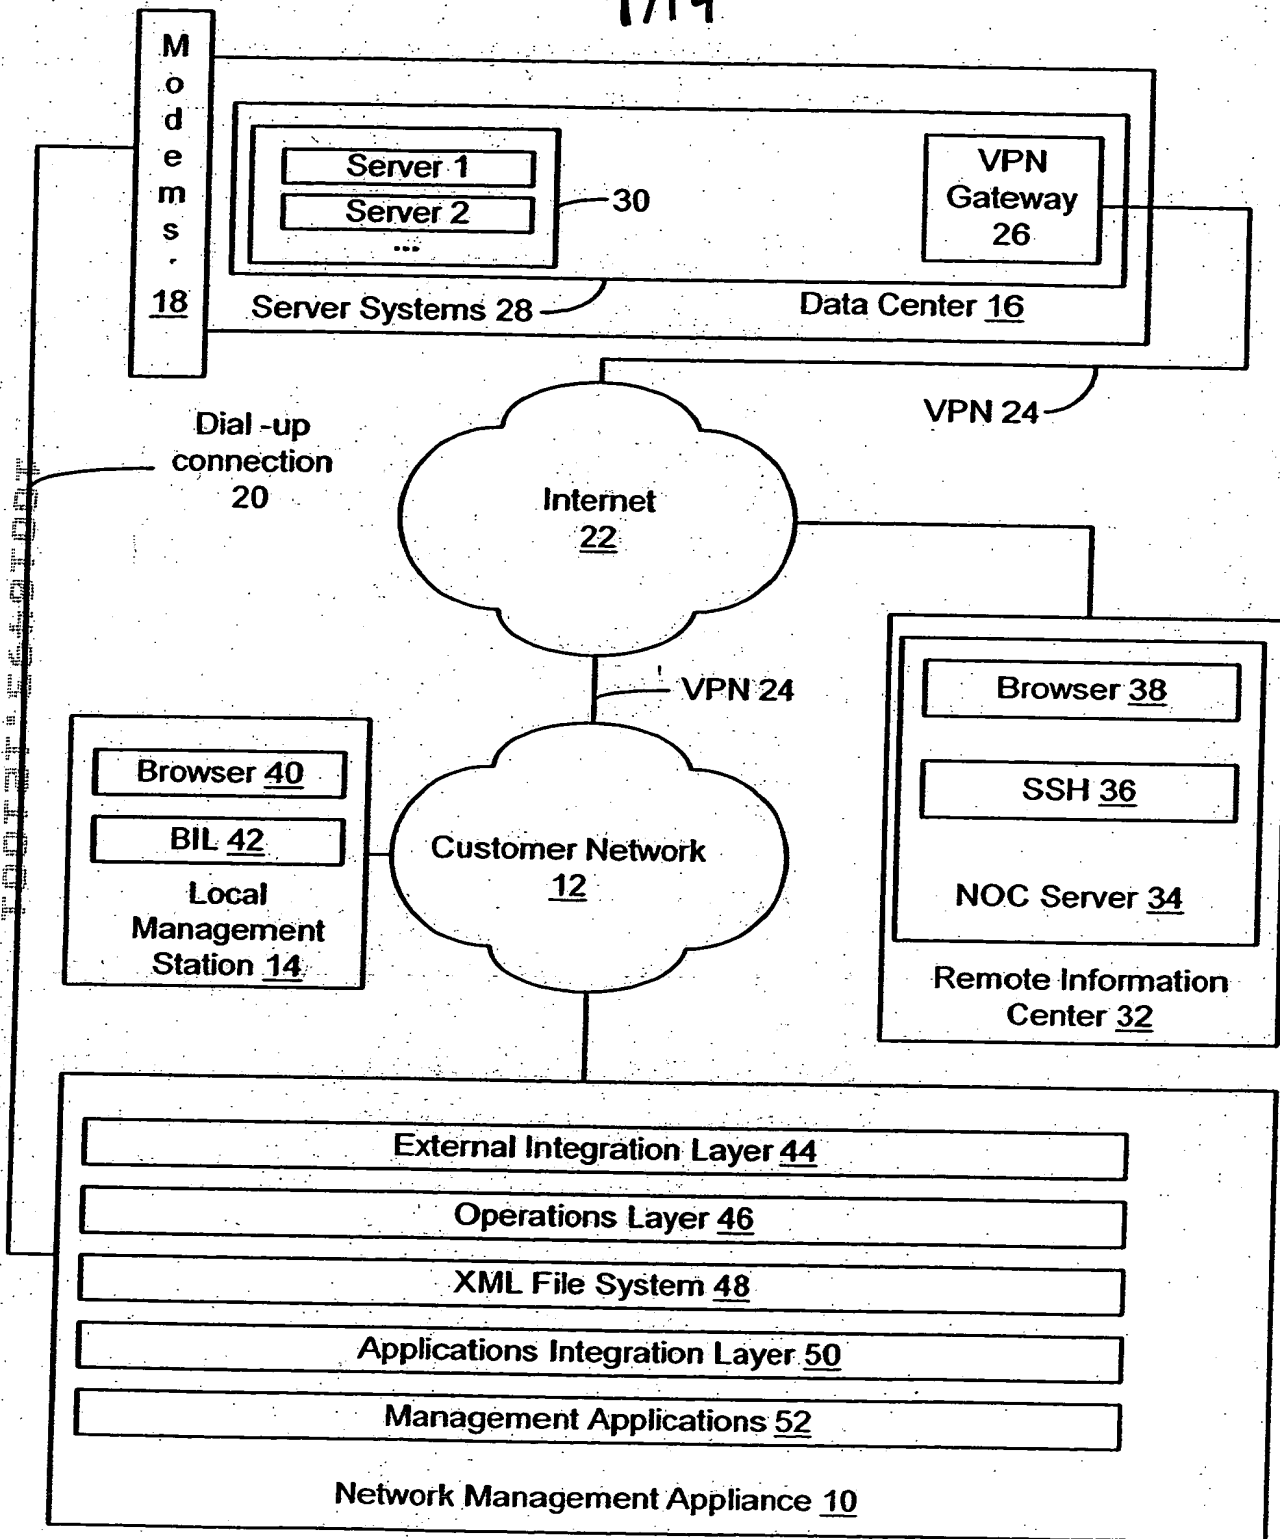 1/14
Modems
18
Server 1
Server 2
...
30
VPN
Gateway
26
Server Systems 28
Data Center 16
VPN 24
Dial -up
connection
20
Internet
22
VPN 24
Browser 38
SSH 36
NOC Server 34
Remote Information
Center 32
Browser 40
BIL 42
Local
Management
Station 14
Customer Network
12
External Integration Layer 44
Operations Layer 46
XML File System 48
Applications Integration Layer 50
Management Applications 52
Network Management Appliance 10